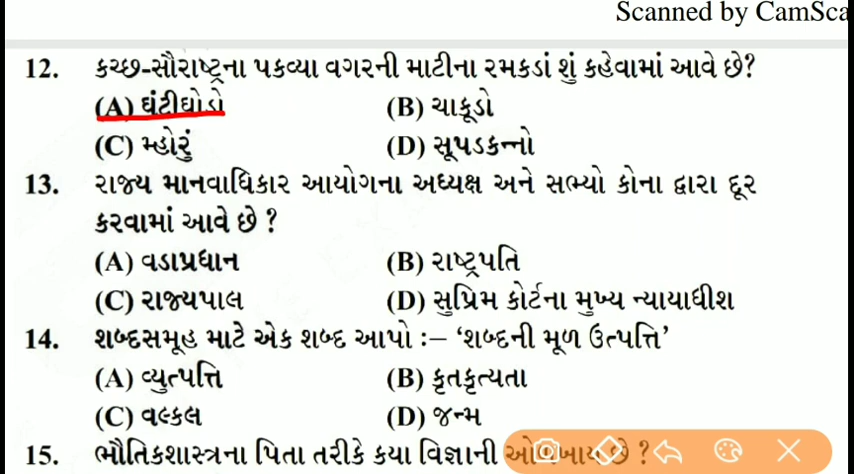 Scanned by CamSca
12. કચ્છ-સૌરાષ્ટ્રના પકવ્યા વગરની માટીના રમકડાં શું કહેવામાં આવે છે?
(A) ઘંટીઘોડો (B) ચાકૂડો
(C) મ્હોરું (D) સૂપડકન્નો
13. રાજ્ય માનવાધિકાર આયોગના અધ્યક્ષ અને સભ્યો કોના દ્વારા દૂર
કરવામાં આવે છે ?
(A) વડાપ્રધાન (B) રાષ્ટ્રપતિ
(C) રાજ્યપાલ (D) સુપ્રિમ કોર્ટના મુખ્ય ન્યાયાધીશ
14. શબ્દસમૂહ માટે એક શબ્દ આપો :– ‘શબ્દની મૂળ ઉત્પત્તિ’
(A) વ્યુત્પત્તિ (B) કૃતકૃત્યતા
(C) વલ્કલ (D) જન્મ
15. ભૌતિકશાસ્ત્રના પિતા તરીકે કયા વિજ્ઞાની છે ?